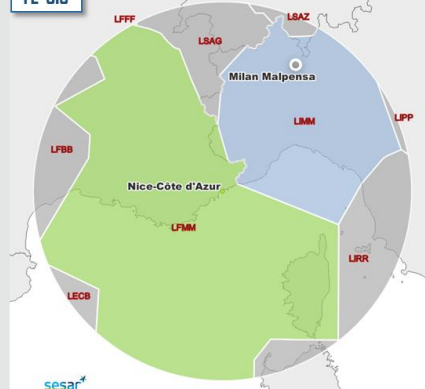 LFFF
LSAG
LSAZ
Milan Malpensa
LIMM
LIPP
LFBB
Nice-Côte d'Azur
LFMM
LIRR
LECB
sesar